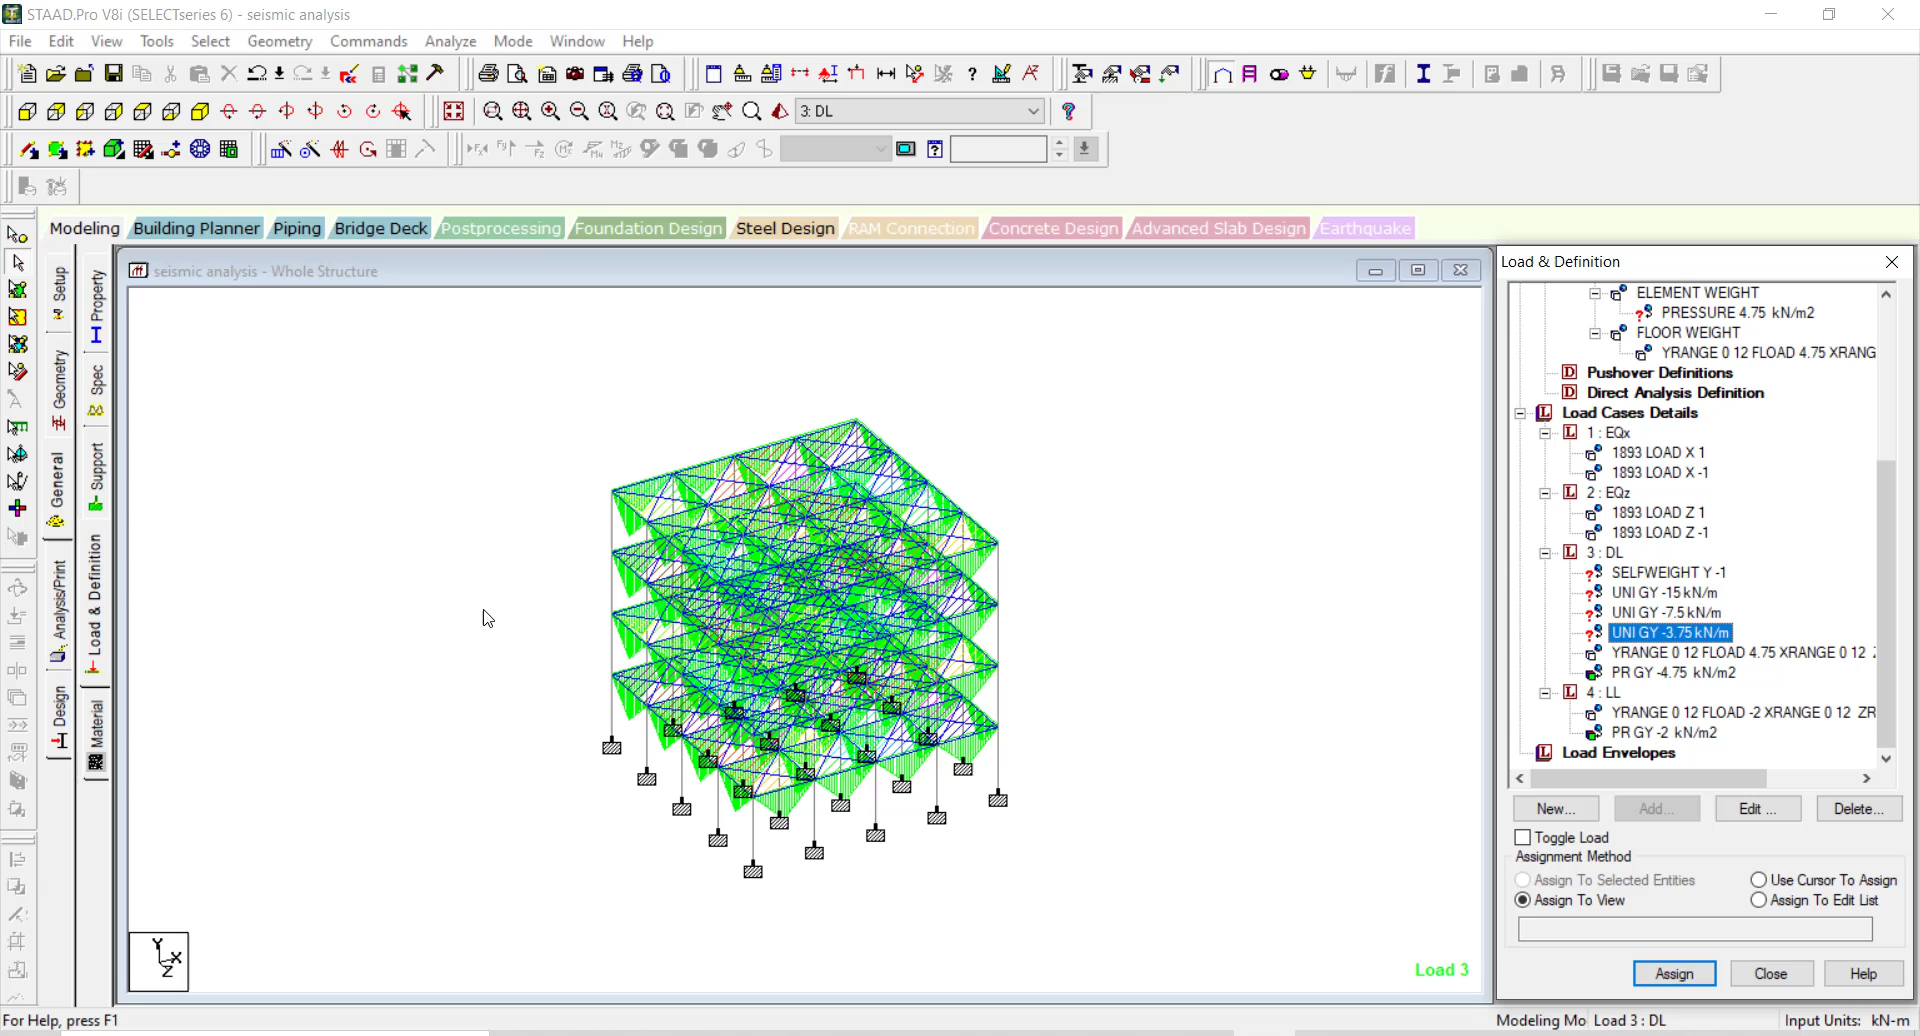 STAAD.Pro V8i (SELECTseries 6) - seismic analysis
File Edit View Tools Select Geometry Commands Analyze Mode Window Help
3: DL
Modeling Building Planner Piping Bridge Deck Postprocessing Foundation Design Steel Design RAM Connection Concrete Design Advanced Slab Design Earthquake
Setup
Geometry
General
Analysis/Print
Design
Property
Spec
Support
Load & Definition
Material
seismic analysis - Whole Structure
Load 3
Y
X
Z
Load & Definition
ELEMENT WEIGHT
PRESSURE 4.75 kN/m2
FLOOR WEIGHT
YRANGE 0 12 FLOAD 4.75 XRANG
Pushover Definitions
Direct Analysis Definition
Load Cases Details
1 : EQx
1893 LOAD X 1
1893 LOAD X -1
2 : EQz
1893 LOAD Z 1
1893 LOAD Z -1
3 : DL
SELFWEIGHT Y -1
UNI GY -15 kN/m
UNI GY -7.5 kN/m
UNI GY -3.75 kN/m
YRANGE 0 12 FLOAD 4.75 XRANGE 0 12
PR GY -4.75 kN/m2
4 : LL
YRANGE 0 12 FLOAD -2 XRANGE 0 12 ZR
PR GY -2 kN/m2
Load Envelopes
New... Add... Edit ... Delete...
Toggle Load
Assignment Method
Assign To Selected Entities Use Cursor To Assign
Assign To View Assign To Edit List
Assign Close Help
For Help, press F1
Modeling Mo Load 3 : DL Input Units: kN-m